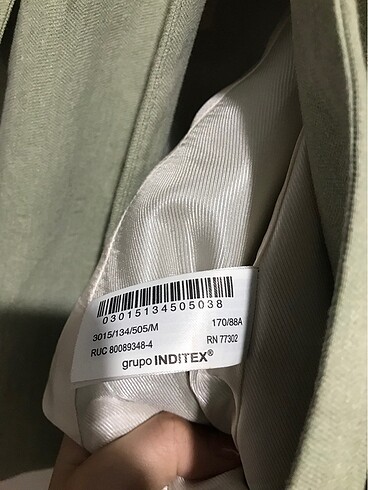 03015134505038
3015/134/505/M 170/88A
RUC 80089348-4 RN 77302
grupo INDITEX®